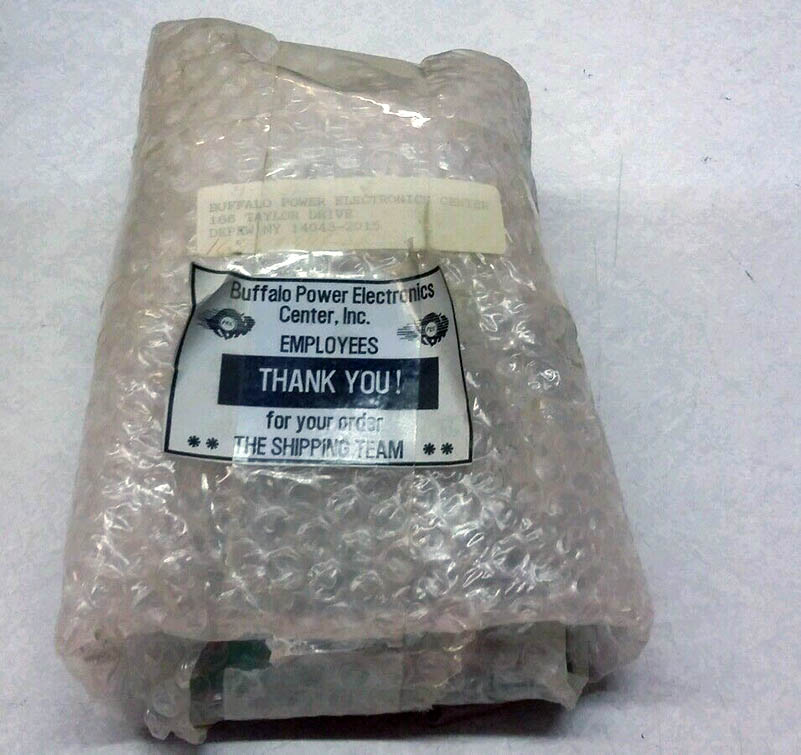 BUFFALO POWER ELECTRONICS CENTER
166 TAYLOR DRIVE
DEPEW NY 14043-2015
Buffalo Power Electronics
Center, Inc.
EMPLOYEES
THANK YOU!
for your order
** THE SHIPPING TEAM **